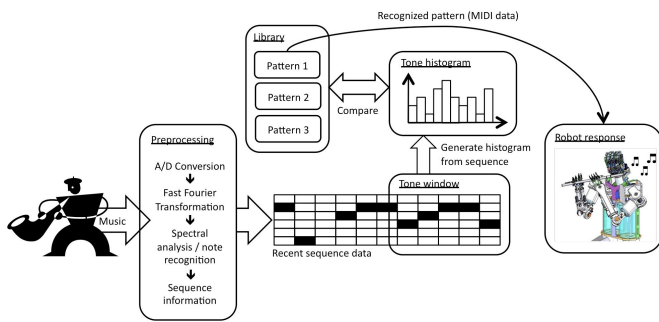 Recognized pattern (MIDI data)
Library
Pattern 1
Pattern 2
Pattern 3
Tone histogram
Compare
Generate histogram
from sequence
Robot response
Preprocessing
A/D Conversion
Fast Fourier
Transformation
Spectral
analysis / note
recognition
Sequence
information
Music
Tone window
Recent sequence data